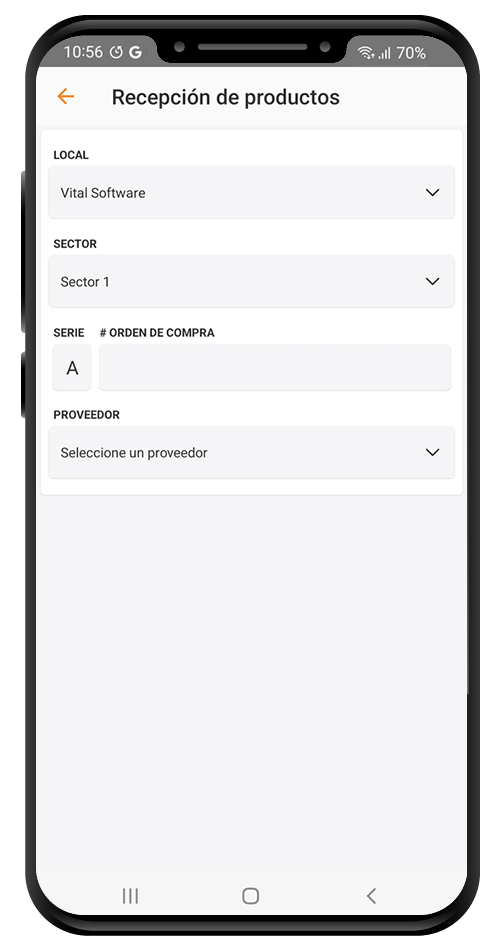 10:56 G 70%
Recepción de productos
LOCAL
Vital Software
SECTOR
Sector 1
SERIE # ORDEN DE COMPRA
A
PROVEEDOR
Seleccione un proveedor